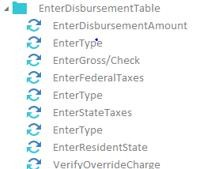 EnterDisbursementTable
EnterDisbursementAmount
EnterType
EnterGross/Check
EnterFederalTaxes
EnterType
EnterStateTaxes
EnterType
EnterResidentState
VerifyOverrideCharge